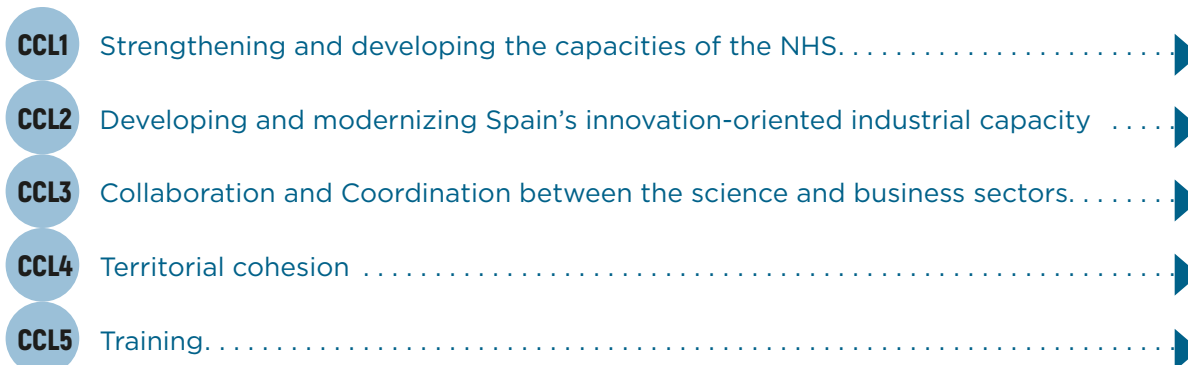 CCL1 Strengthening and developing the capacities of the NHS. . . . . . . . . . . . . . . . . . . . . . . .
CCL2 Developing and modernizing Spain’s innovation-oriented industrial capacity . . . . .
CCL3 Collaboration and Coordination between the science and business sectors. . . . . . . .
CCL4 Territorial cohesion . . . . . . . . . . . . . . . . . . . . . . . . . . . . . . . . . . . . . . . . . . . . . . . . . . . . . . . . .
CCL5 Training. . . . . . . . . . . . . . . . . . . . . . . . . . . . . . . . . . . . . . . . . . . . . . . . . . . . . . . . . . . . . . . . . . . .